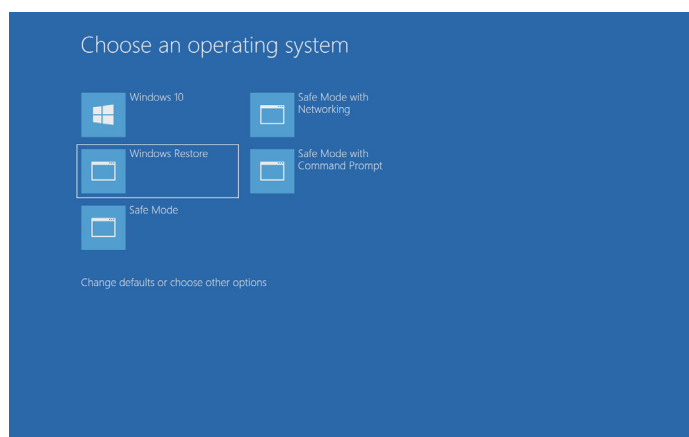 Choose an operating system
Windows 10
Windows Restore
Safe Mode
Safe Mode with
Networking
Safe Mode with
Command Prompt
Change defaults or choose other options